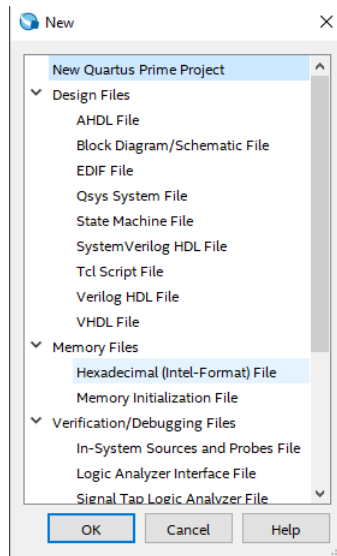 New
New Quartus Prime Project
Design Files
AHDL File
Block Diagram/Schematic File
EDIF File
Qsys System File
State Machine File
SystemVerilog HDL File
Tcl Script File
Verilog HDL File
VHDL File
Memory Files
Hexadecimal (Intel-Format) File
Memory Initialization File
Verification/Debugging Files
In-System Sources and Probes File
Logic Analyzer Interface File
Signal Tap Logic Analyzer File
OK Cancel Help